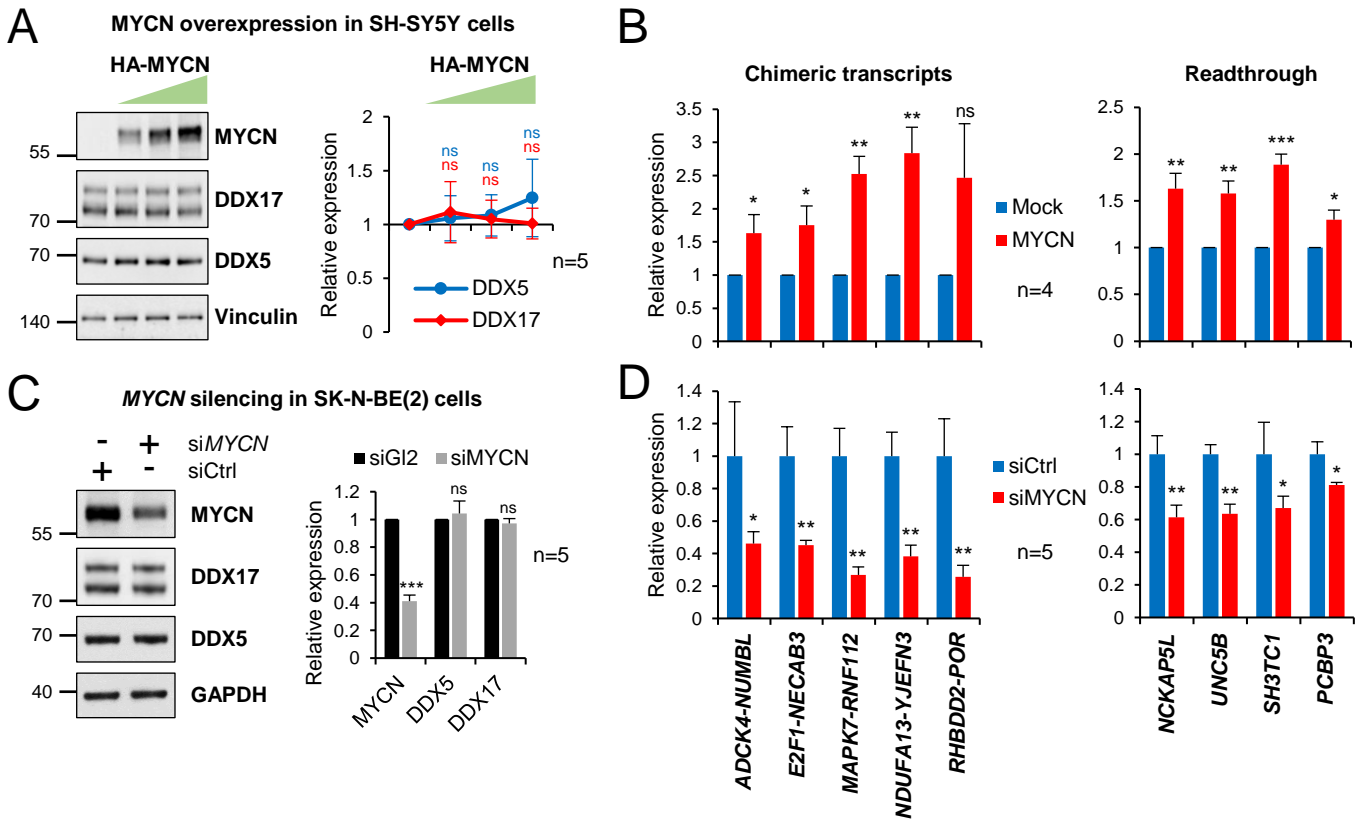 A
MYCN overexpression in SH-SY5Y cells
HA-MYCN
MYCN
55
DDX17
70
70
DDX5
140
Vinculin
HA-MYCN
Relative expression
2
1.5
1
0.5
0
ns
ns
ns
ns
ns
ns
n=5
DDX5
DDX17
B
Chimeric transcripts
Relative expression
3.5
3
2.5
2
1.5
1
0.5
0
*
*
**
**
ns
Mock
MYCN
n=4
Readthrough
2.5
2
1.5
1
0.5
0
**
**
***
*
C
MYCN silencing in SK-N-BE(2) cells
- + siMYCN
+ - siCtrl
MYCN
55
DDX17
70
70
DDX5
40
GAPDH
siGl2 siMYCN
Relative expression
1.2
1
0.8
0.6
0.4
0.2
0
***
ns
ns
n=5
MYCN
DDX5
DDX17
D
Relative expression
1.4
1.2
1
0.8
0.6
0.4
0.2
0
*
**
**
**
**
ADCK4-NUMBL
E2F1-NECAB3
MAPK7-RNF112
NDUFA13-YJEFN3
RHBDD2-POR
siCtrl
siMYCN
n=5
1.4
1.2
1
0.8
0.6
0.4
0.2
0
**
**
*
*
NCKAP5L
UNC5B
SH3TC1
PCBP3